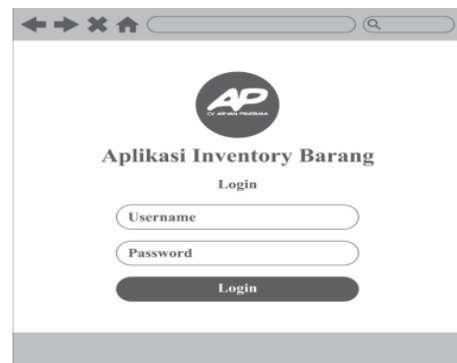 AP
Aplikasi Inventory Barang
Login
Username
Password
Login